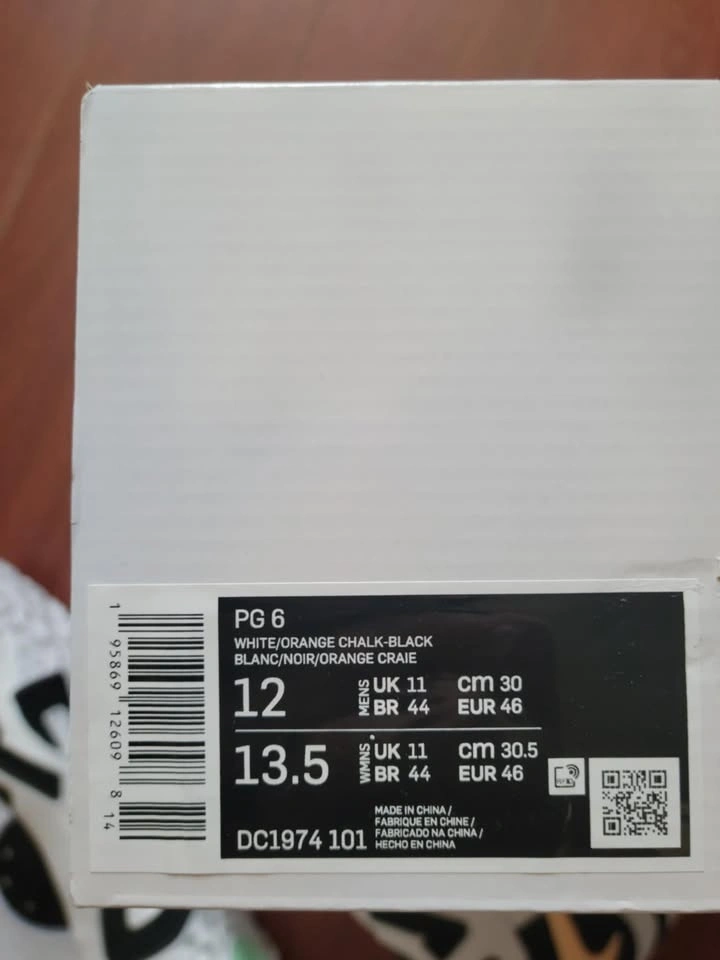 PG 6
WHITE/ORANGE CHALK-BLACK
BLANC/NOIR/ORANGE CRAIE
12 MENS UK 11 CM 30
BR 44 EUR 46
13.5 WMNS UK 11 CM 30.5
BR 44 EUR 46
MADE IN CHINA /
FABRIQUE EN CHINE /
FABRICADO NA CHINA /
HECHO EN CHINA
DC1974 101
1 95869 12609 8 14